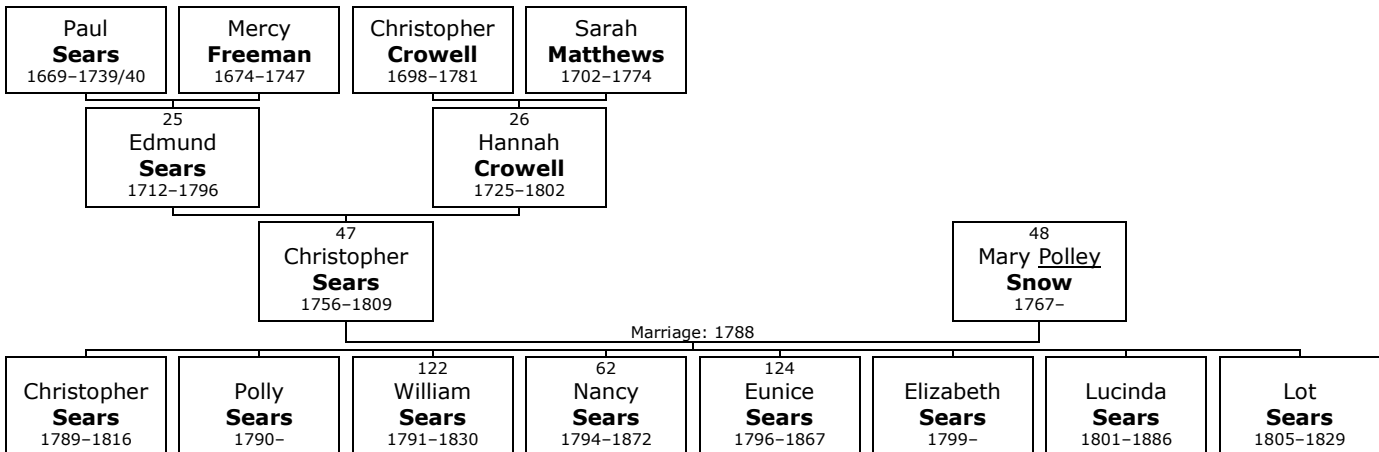 Paul
Sears
1669–1739/40
Mercy
Freeman
1674–1747
Christopher
Crowell
1698–1781
Sarah
Matthews
1702–1774
25
Edmund
Sears
1712–1796
26
Hannah
Crowell
1725–1802
47
Christopher
Sears
1756–1809
48
Mary Polley
Snow
1767–
Marriage: 1788
Christopher
Sears
1789–1816
Polly
Sears
1790–
122
William
Sears
1791–1830
62
Nancy
Sears
1794–1872
124
Eunice
Sears
1796–1867
Elizabeth
Sears
1799–
Lucinda
Sears
1801–1886
Lot
Sears
1805–1829